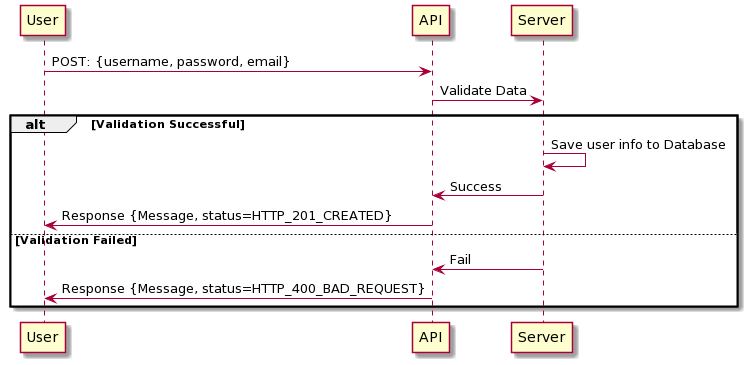 User API Server
POST: {username, password, email}
Validate Data
alt [Validation Successful]
Save user info to Database
Success
Response {Message, status=HTTP_201_CREATED}
[Validation Failed]
Fail
Response {Message, status=HTTP_400_BAD_REQUEST}
User API Server